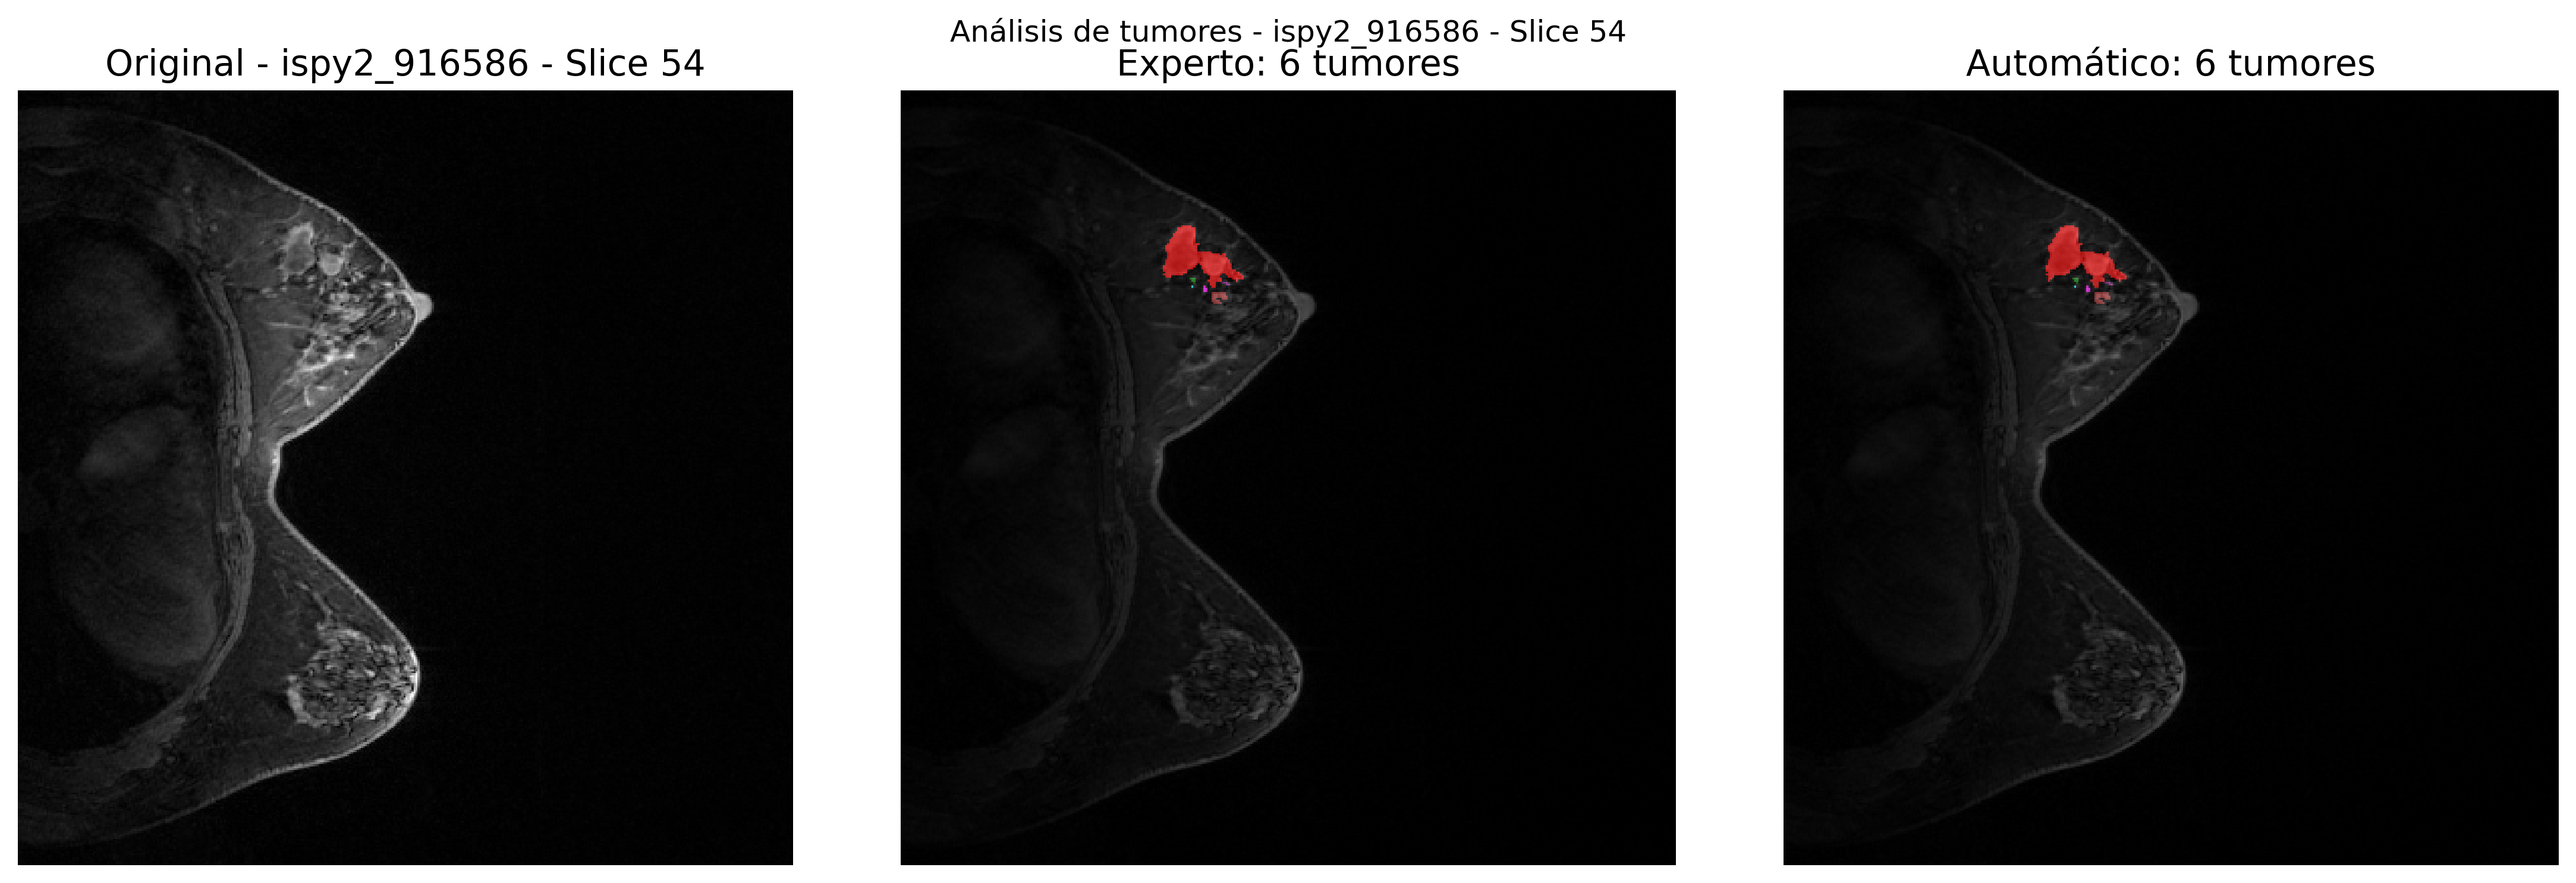 Análisis de tumores - ispy2_916586 - Slice 54
Original - ispy2_916586 - Slice 54
Experto: 6 tumores
Automático: 6 tumores